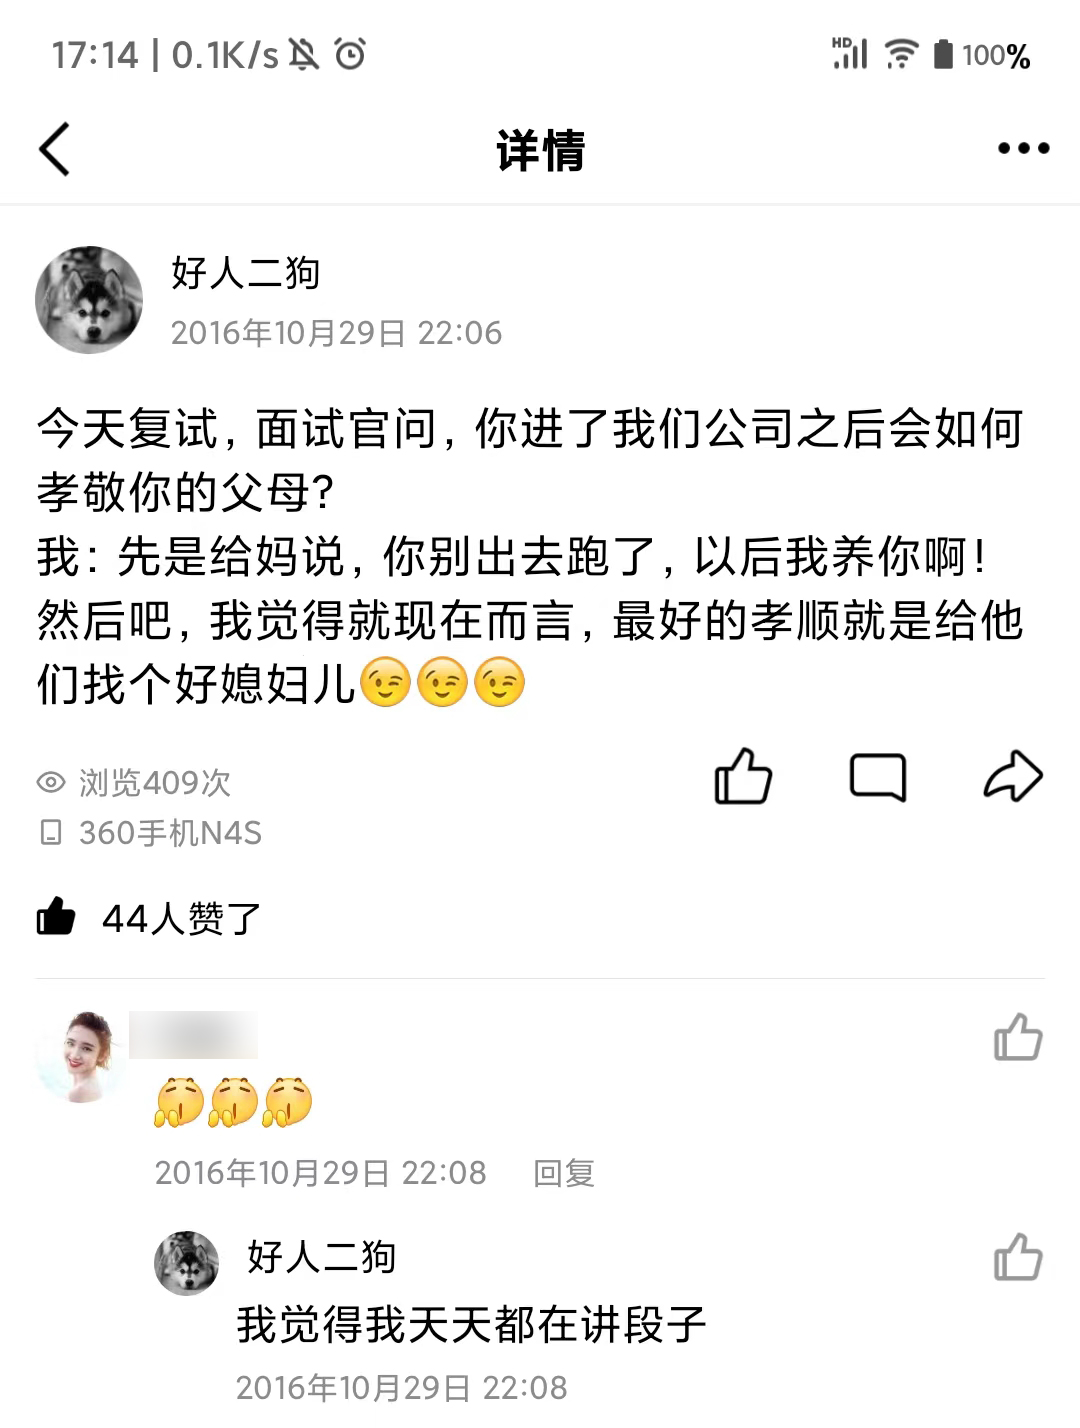 17:14 | 0.1K/s HD 100%
详情
好人二狗
2016年10月29日 22:06
今天复试，面试官问，你进了我们公司之后会如何
孝敬你的父母？
我：先是给妈说，你别出去跑了，以后我养你啊！
然后吧，我觉得就现在而言，最好的孝顺就是给他
们找个好媳妇儿😉😉😉
浏览409次
360手机N4S
44人赞了
2016年10月29日 22:08 回复
好人二狗
我觉得我天天都在讲段子
2016年10月29日 22:08